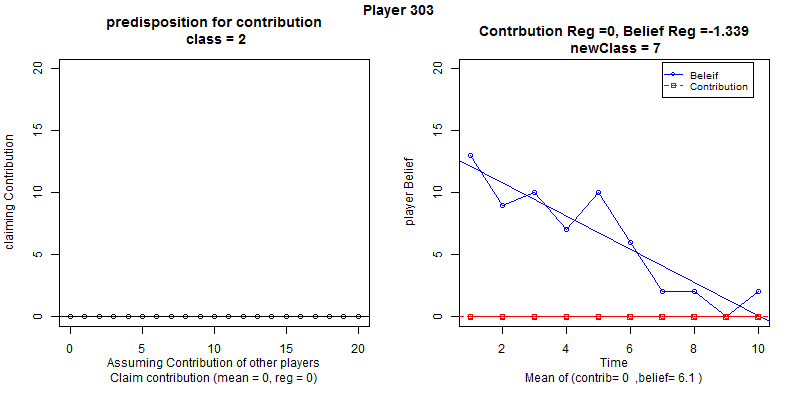 Player 303
predisposition for contribution
class = 2
claiming Contribution
0 5 10 15 20
0 5 10 15 20
Assuming Contribution of other players
Claim contribution (mean = 0, reg = 0)
Contrbution Reg =0, Belief Reg =-1.339
newClass = 7
Beleif
Contribution
player Belief
0 5 10 15 20
2 4 6 8 10
Time
Mean of (contrib= 0 ,belief= 6.1 )